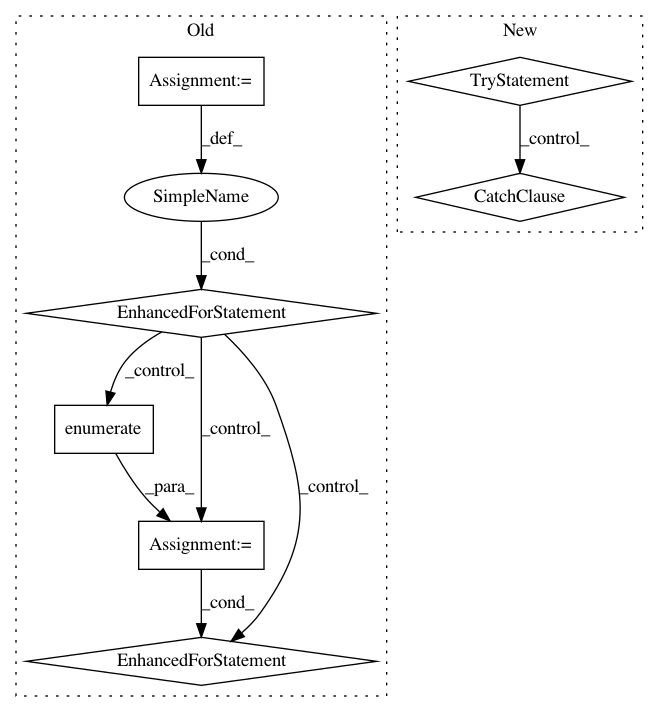 Old
New
Assignment:=
TryStatement
_def_
_control_
SimpleName
CatchClause
_cond_
EnhancedForStatement
_control_
enumerate
_control_
_control_
_para_
Assignment:=
_cond_
EnhancedForStatement